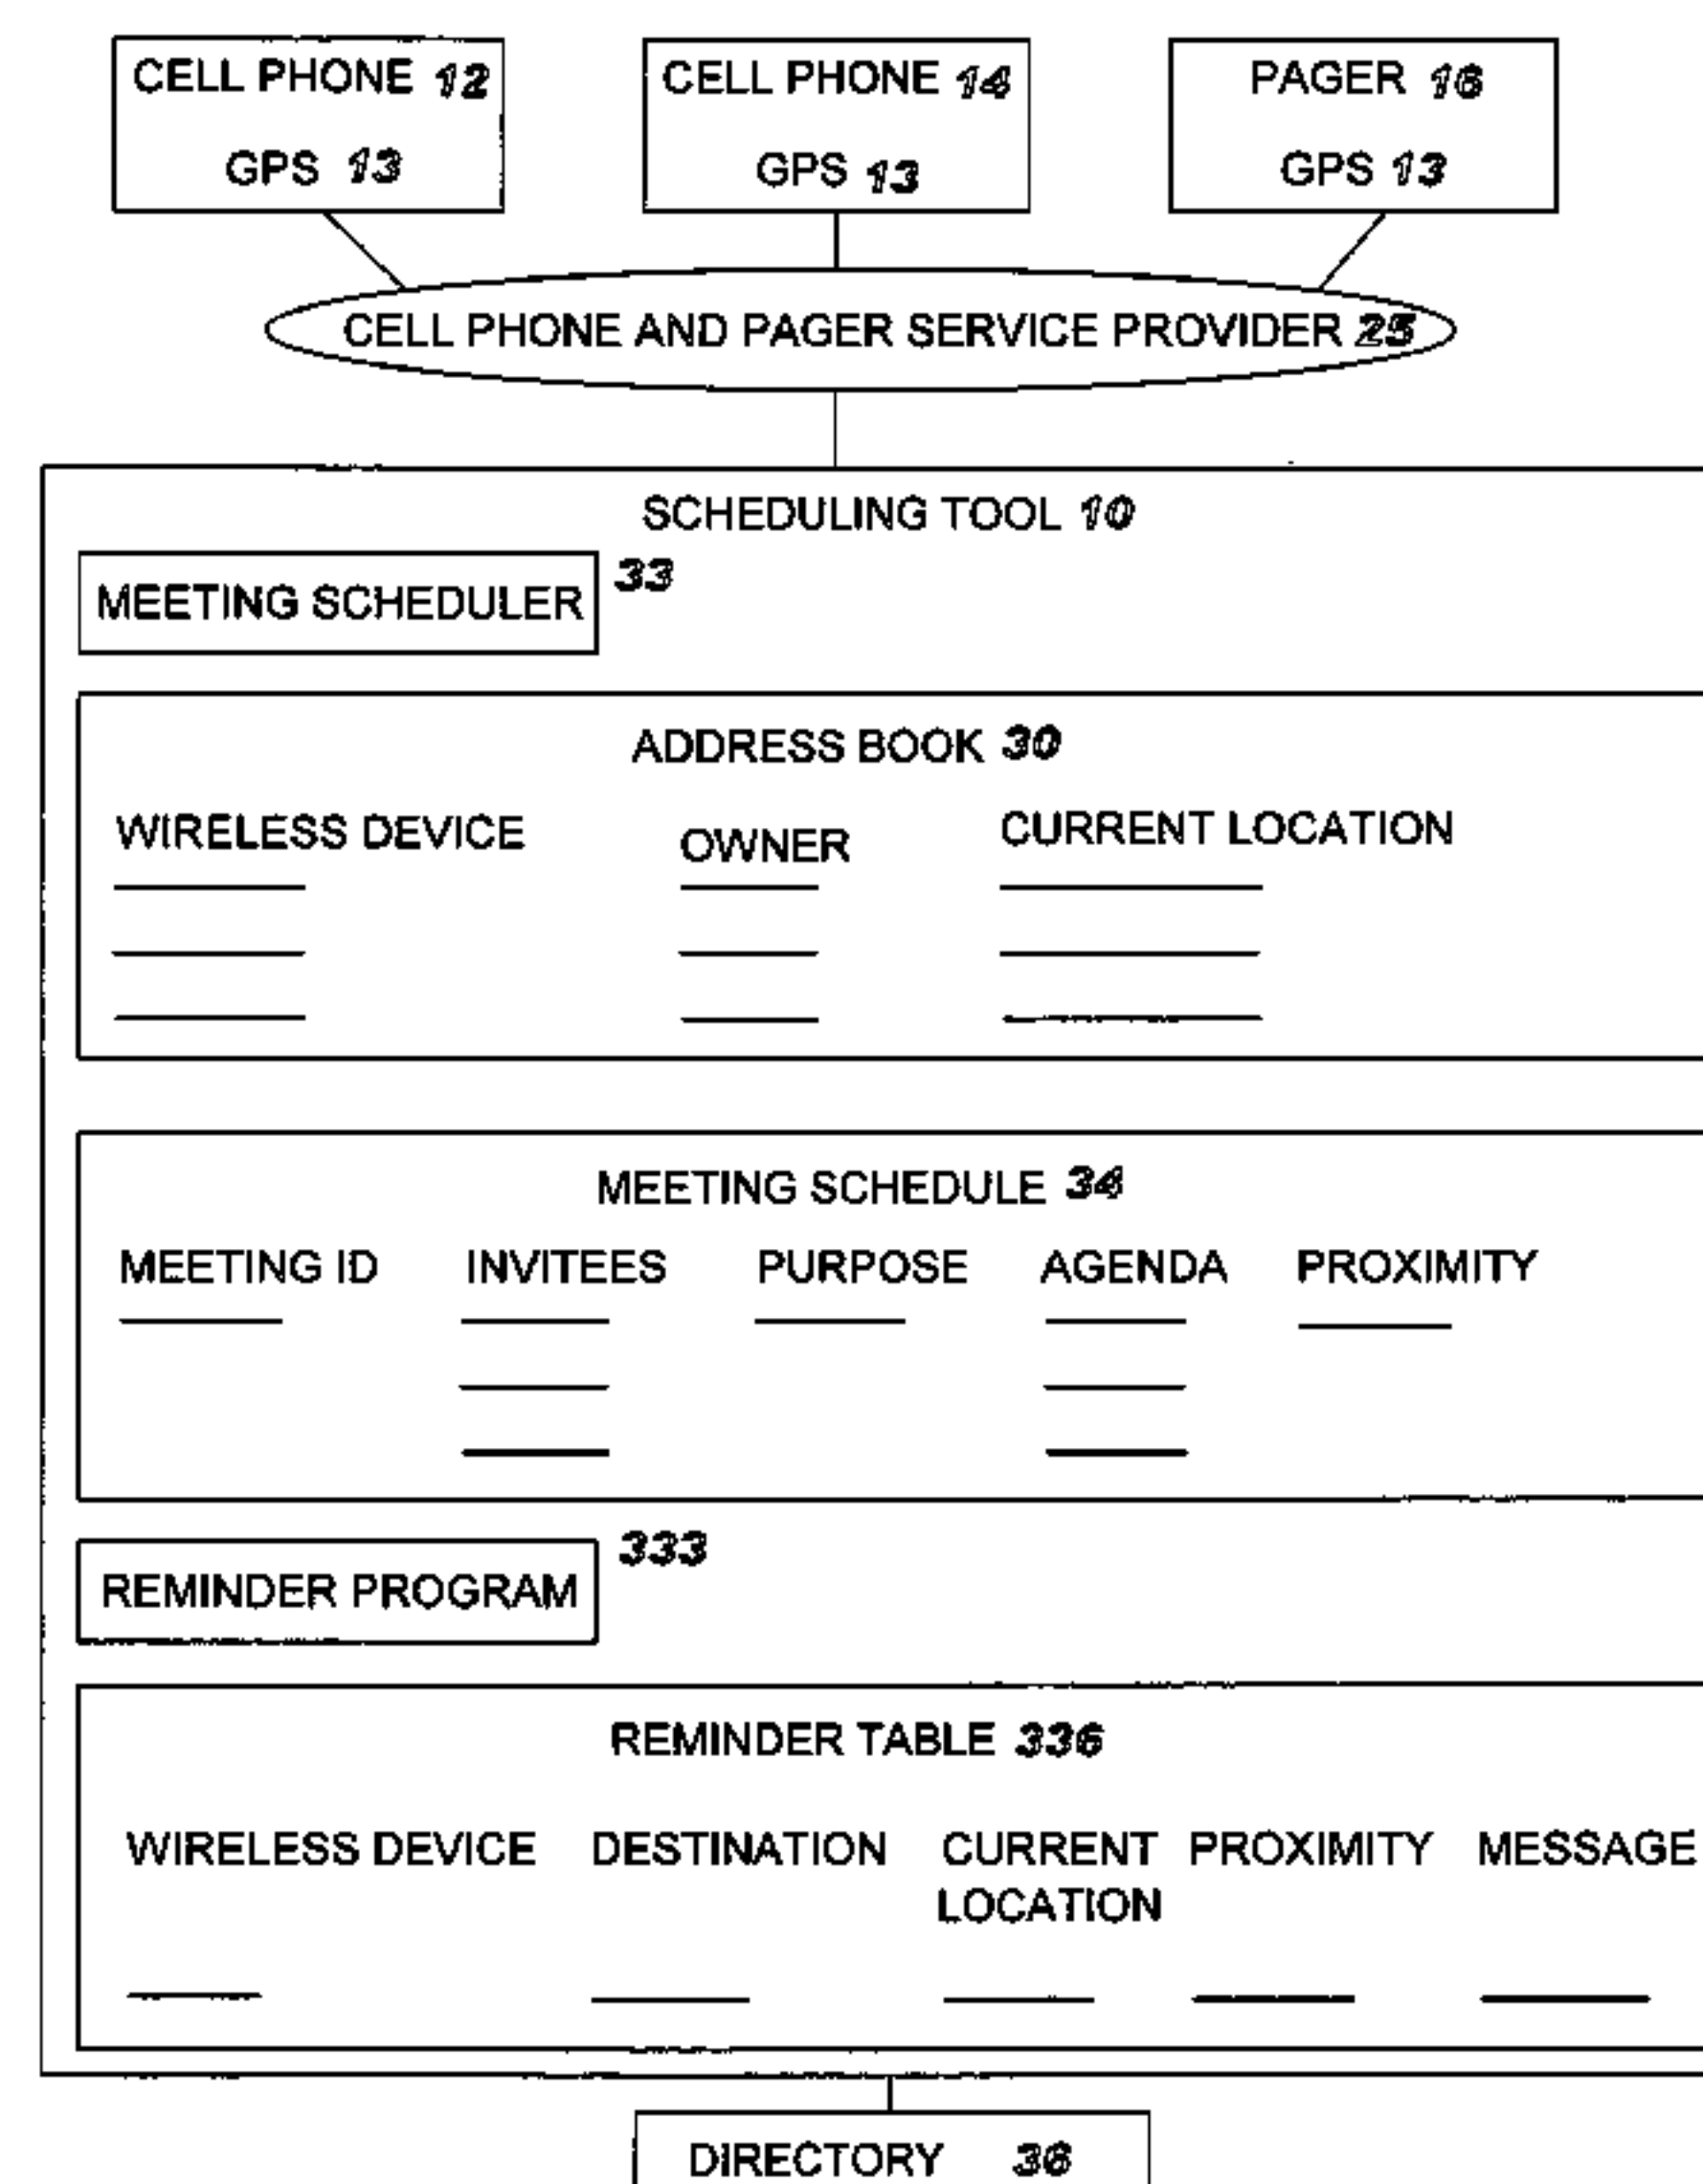 CELL PHONE 12
GPS 13
CELL PHONE 14
GPS 13
PAGER 16
GPS 13
CELL PHONE AND PAGER SERVICE PROVIDER 25
SCHEDULING TOOL 10
MEETING SCHEDULER 33
ADDRESS BOOK 30
WIRELESS DEVICE OWNER CURRENT LOCATION
MEETING SCHEDULE 34
MEETING ID INVITEES PURPOSE AGENDA PROXIMITY
REMINDER PROGRAM 333
REMINDER TABLE 336
WIRELESS DEVICE DESTINATION CURRENT PROXIMITY MESSAGE
LOCATION
DIRECTORY 36